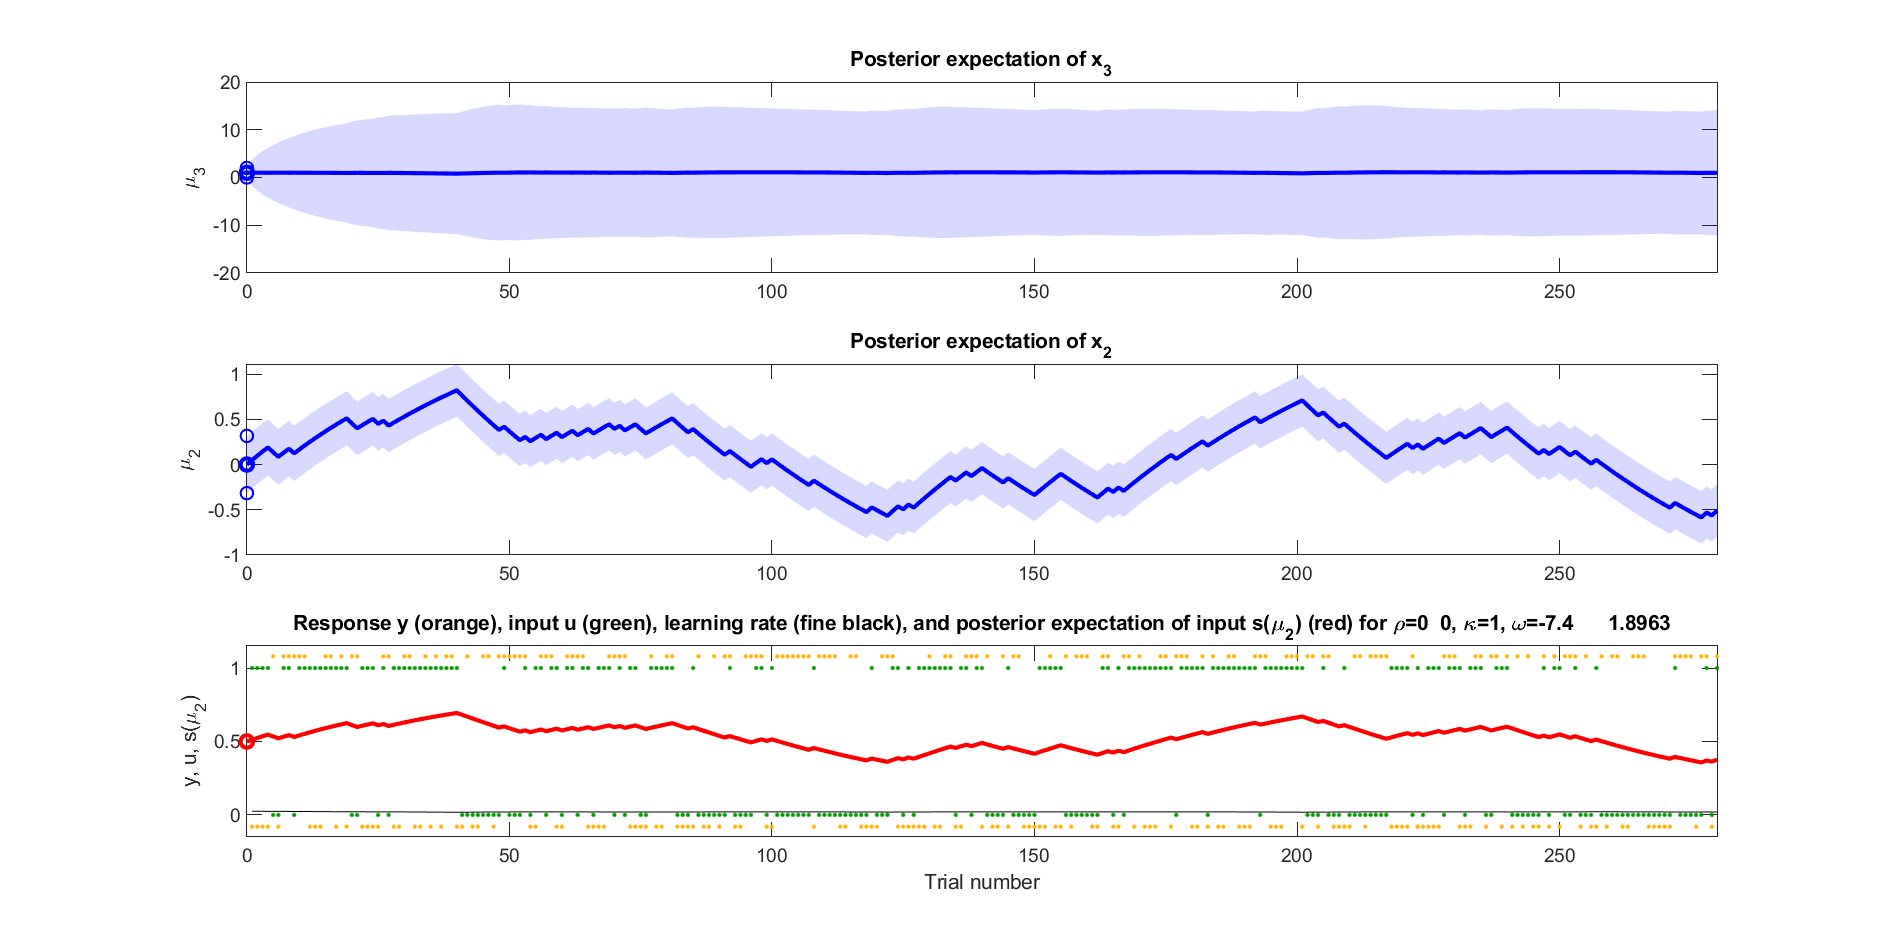 Posterior expectation of x3
20
10
0
-10
-20
μ3
0 50 100 150 200 250
Posterior expectation of x2
1
0.5
0
-0.5
-1
μ2
0 50 100 150 200 250
Response y (orange), input u (green), learning rate (fine black), and posterior expectation of input s(μ2) (red) for ρ=0 0, κ=1, ω=-7.4 1.8963
1
0.5
0
y, u, s(μ2)
0 50 100 150 200 250
Trial number